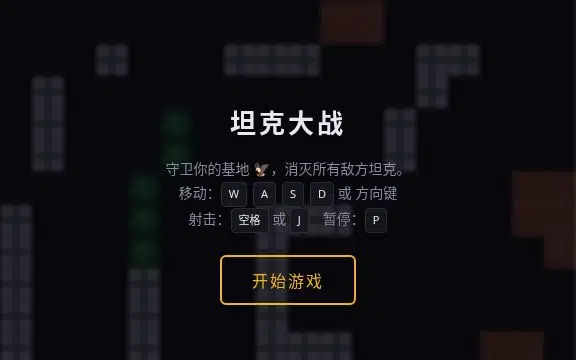 坦克大战
守卫你的基地 🦅，消灭所有敌方坦克。
移动： W A S D 或 方向键
射击： 空格 或 J 暂停： P
开始游戏